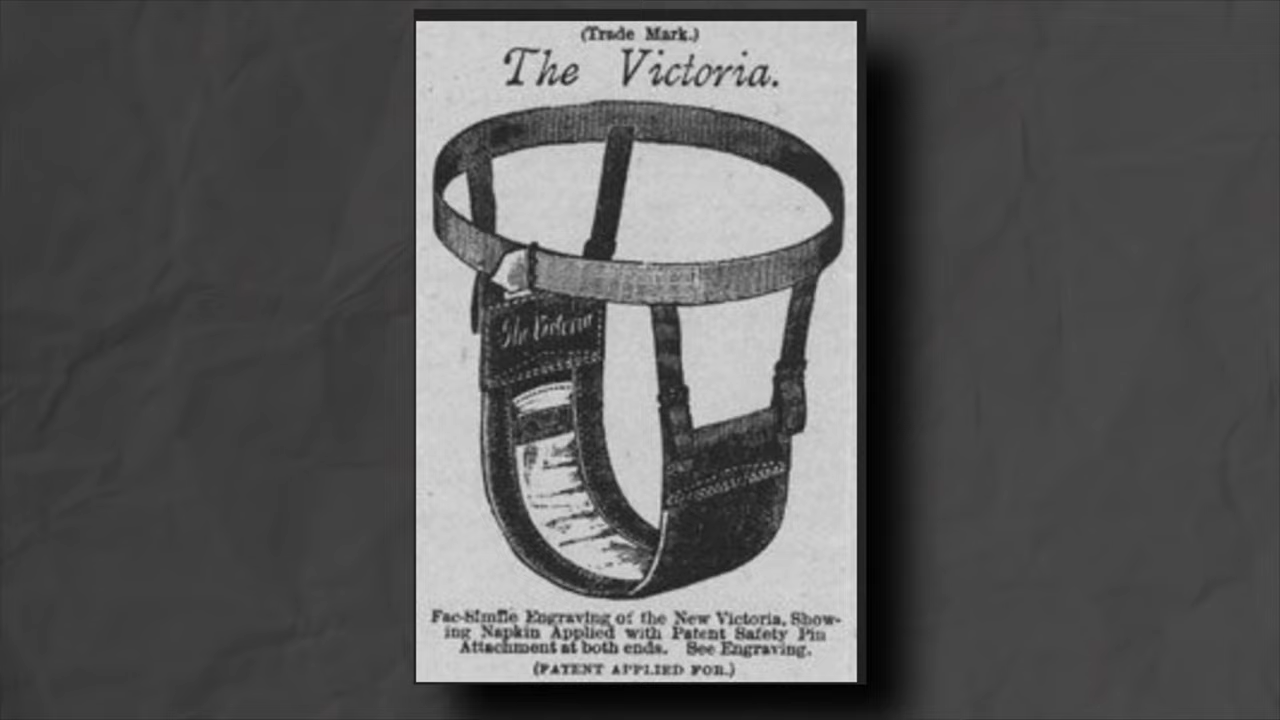 (Trade Mark.)
The Victoria.
The Victoria
Fac-Simile Engraving of the New Victoria, Show-
ing Napkin Applied with Patent Safety Pin
Attachment at both ends. See Engraving.
(PATENT APPLIED FOR.)